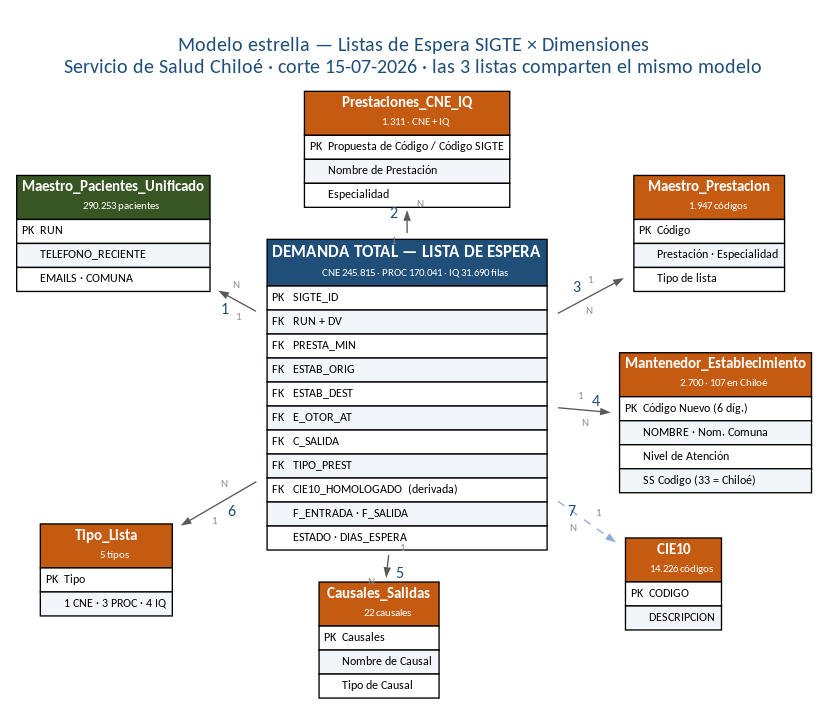 Modelo estrella — Listas de Espera SIGTE × Dimensiones
Servicio de Salud Chiloé · corte 15-07-2026 · las 3 listas comparten el mismo modelo
Prestaciones_CNE_IQ
1.311 · CNE + IQ
PK Propuesta de Código / Código SIGTE
Nombre de Prestación
Especialidad
Maestro_Pacientes_Unificado
290.253 pacientes
PK RUN
TELEFONO_RECIENTE
EMAILS · COMUNA
Maestro_Prestacion
1.947 códigos
PK Código
Prestación · Especialidad
Tipo de lista
2 N
1
DEMANDA TOTAL — LISTA DE ESPERA
CNE 245.815 · PROC 170.041 · IQ 31.690 filas
PK SIGTE_ID
FK RUN + DV
FK PRESTA_MIN
FK ESTAB_ORIG
FK ESTAB_DEST
FK E_OTOR_AT
FK C_SALIDA
FK TIPO_PREST
FK CIE10_HOMOLOGADO (derivada)
F_ENTRADA · F_SALIDA
ESTADO · DIAS_ESPERA
N
1 1
3 1
N
Mantenedor_Establecimiento
2.700 · 107 en Chiloé
PK Código Nuevo (6 díg.)
NOMBRE · Nom. Comuna
Nivel de Atención
SS Codigo (33 = Chiloé)
1 4
N
N
1 6
7 1
N
Tipo_Lista
5 tipos
PK Tipo
1 CNE · 3 PROC · 4 IQ
1
N 5
Causales_Salidas
22 causales
PK Causales
Nombre de Causal
Tipo de Causal
CIE10
14.226 códigos
PK CODIGO
DESCRIPCION